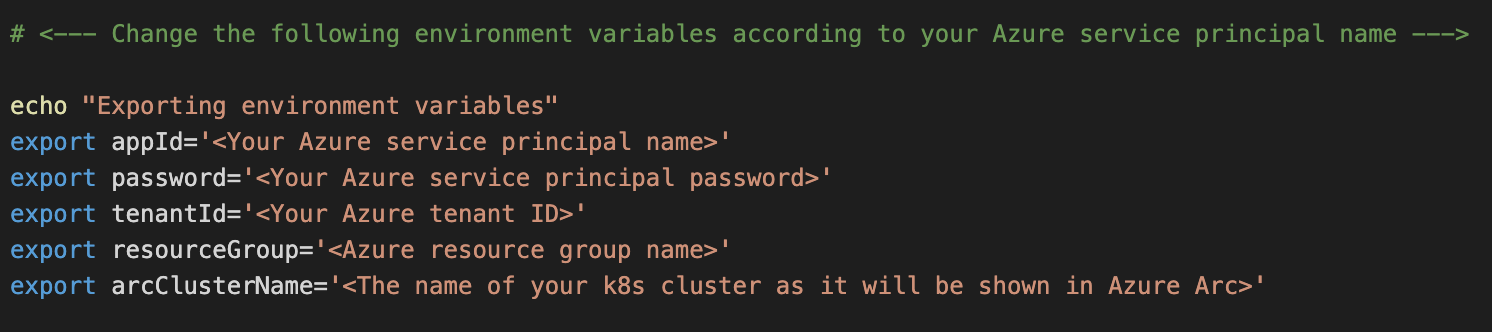 # <--- Change the following environment variables according to your Azure service principal name --->
echo "Exporting environment variables"
export appId='<Your Azure service principal name>'
export password='<Your Azure service principal password>'
export tenantId='<Your Azure tenant ID>'
export resourceGroup='<Azure resource group name>'
export arcClusterName='<The name of your k8s cluster as it will be shown in Azure Arc>'